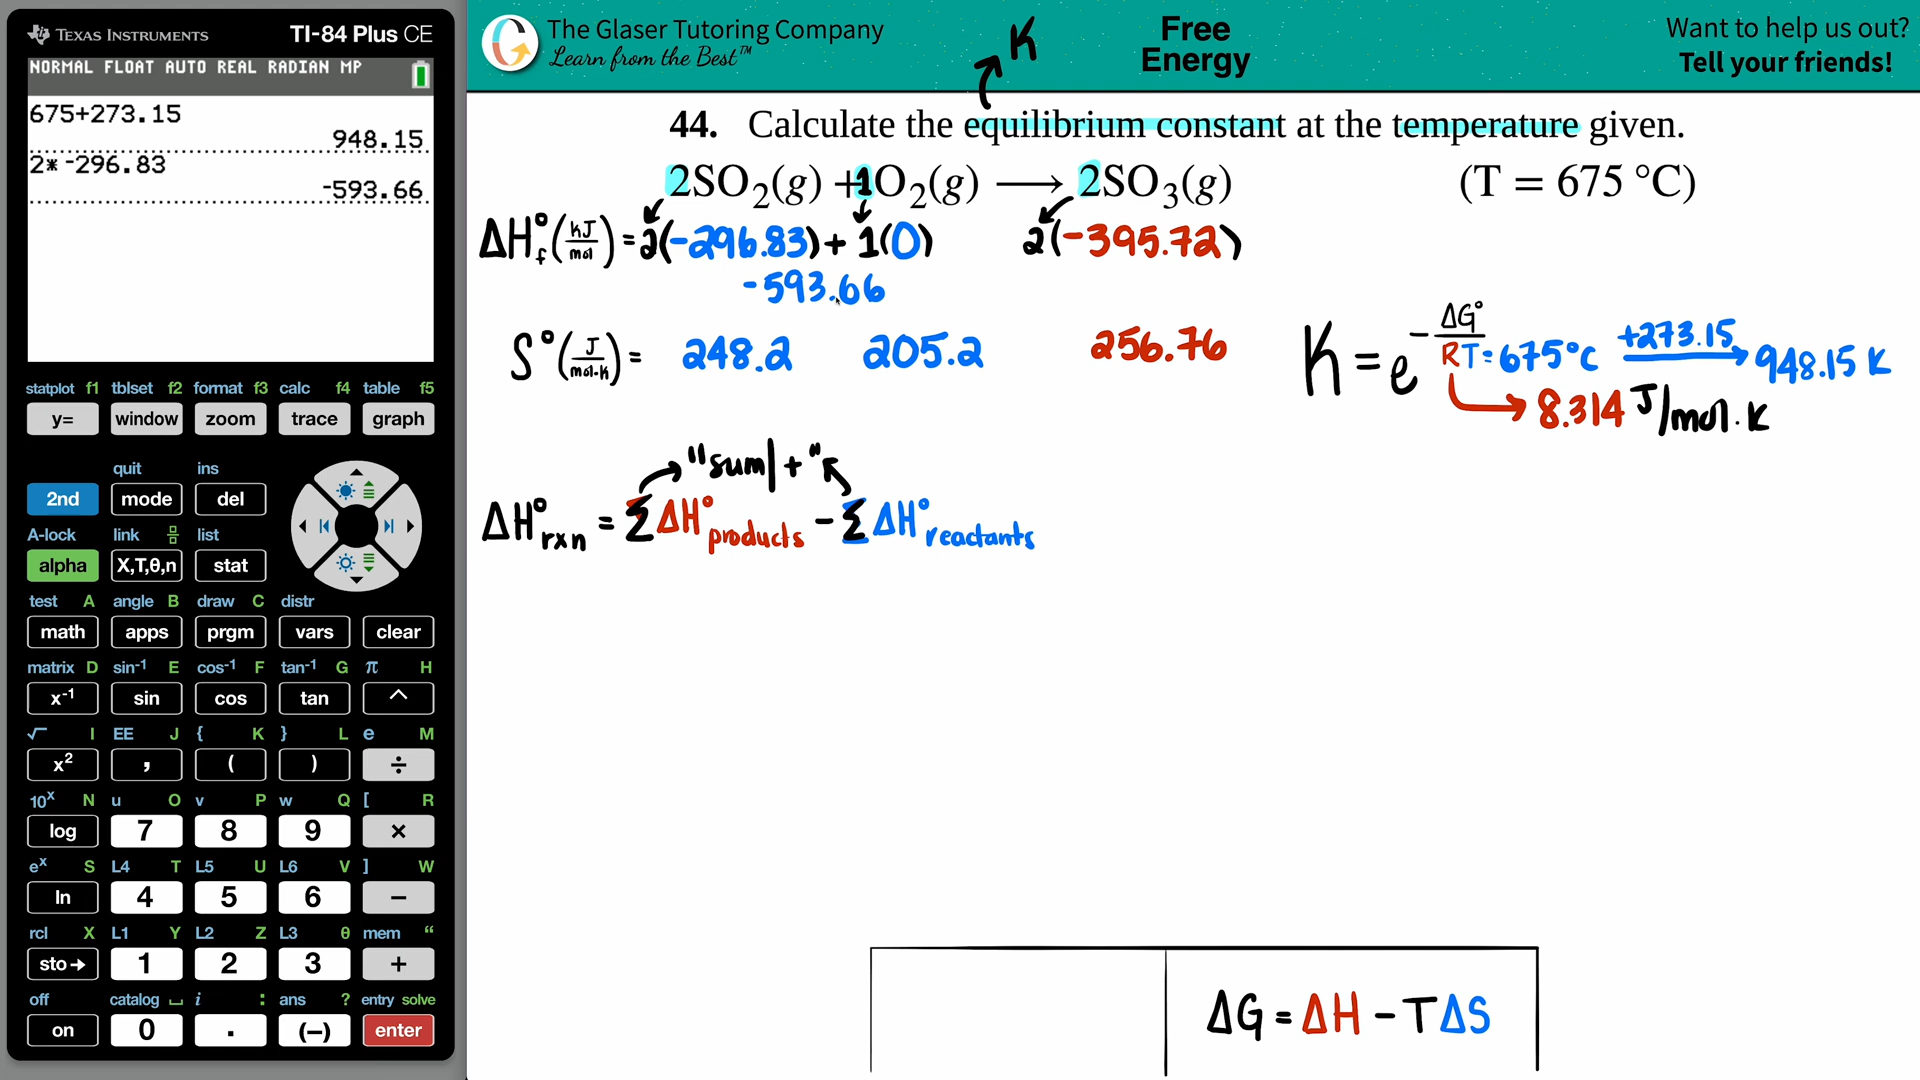 TEXAS INSTRUMENTS TI-84 Plus CE
NORMAL FLOAT AUTO REAL RADIAN MP
675+273.15
948.15
2*-296.83
-593.66
statplot f1 tblset f2 format f3 calc f4 table f5
y= window zoom trace graph
quit ins
2nd mode del
A-lock link list
alpha X,T,θ,n stat
test A angle B draw C distr
math apps prgm vars clear
matrix D sin⁻¹ E cos⁻¹ F tan⁻¹ G π H
x⁻¹ sin cos tan ^
√ I EE J { K } L e M
x² , ( ) ÷
10ˣ N u O v P w Q [ R
log 7 8 9 ×
eˣ S L4 T L5 U L6 V ] W
ln 4 5 6 −
rcl X L1 Y L2 Z L3 θ mem “
sto→ 1 2 3 +
off catalog ⎵ i : ans ? entry solve
on 0 . (−) enter
The Glaser Tutoring Company
Learn from the Best™
K
Free
Energy
Want to help us out?
Tell your friends!
44. Calculate the equilibrium constant at the temperature given.
2SO₂(g) + 1O₂(g) ⟶ 2SO₃(g) (T = 675 °C)
ΔH°f (kJ/mol) = 2(-296.83) + 1(0) 2(-395.72)
-593.66
S° (J/mol·K) = 248.2 205.2 256.76
K = e^-ΔG°/RT = 675°C +273.15 → 948.15 K
→ 8.314 J/mol·K
"sum | + "
ΔH°rxn = Σ ΔH°products - Σ ΔH°reactants
ΔG = ΔH - TΔS